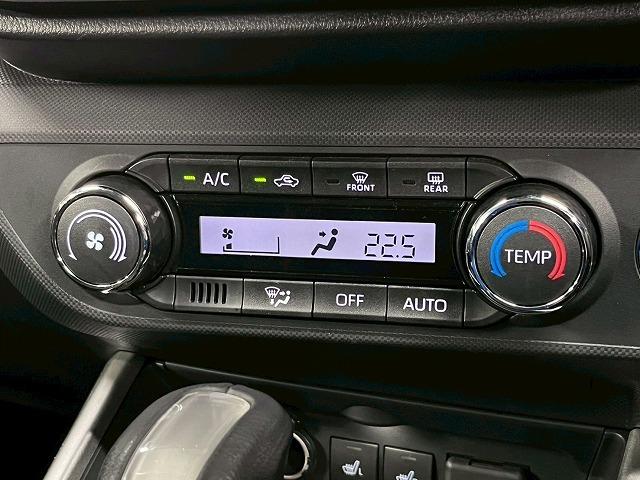 A/C FRONT REAR
22.5
TEMP
OFF AUTO
L